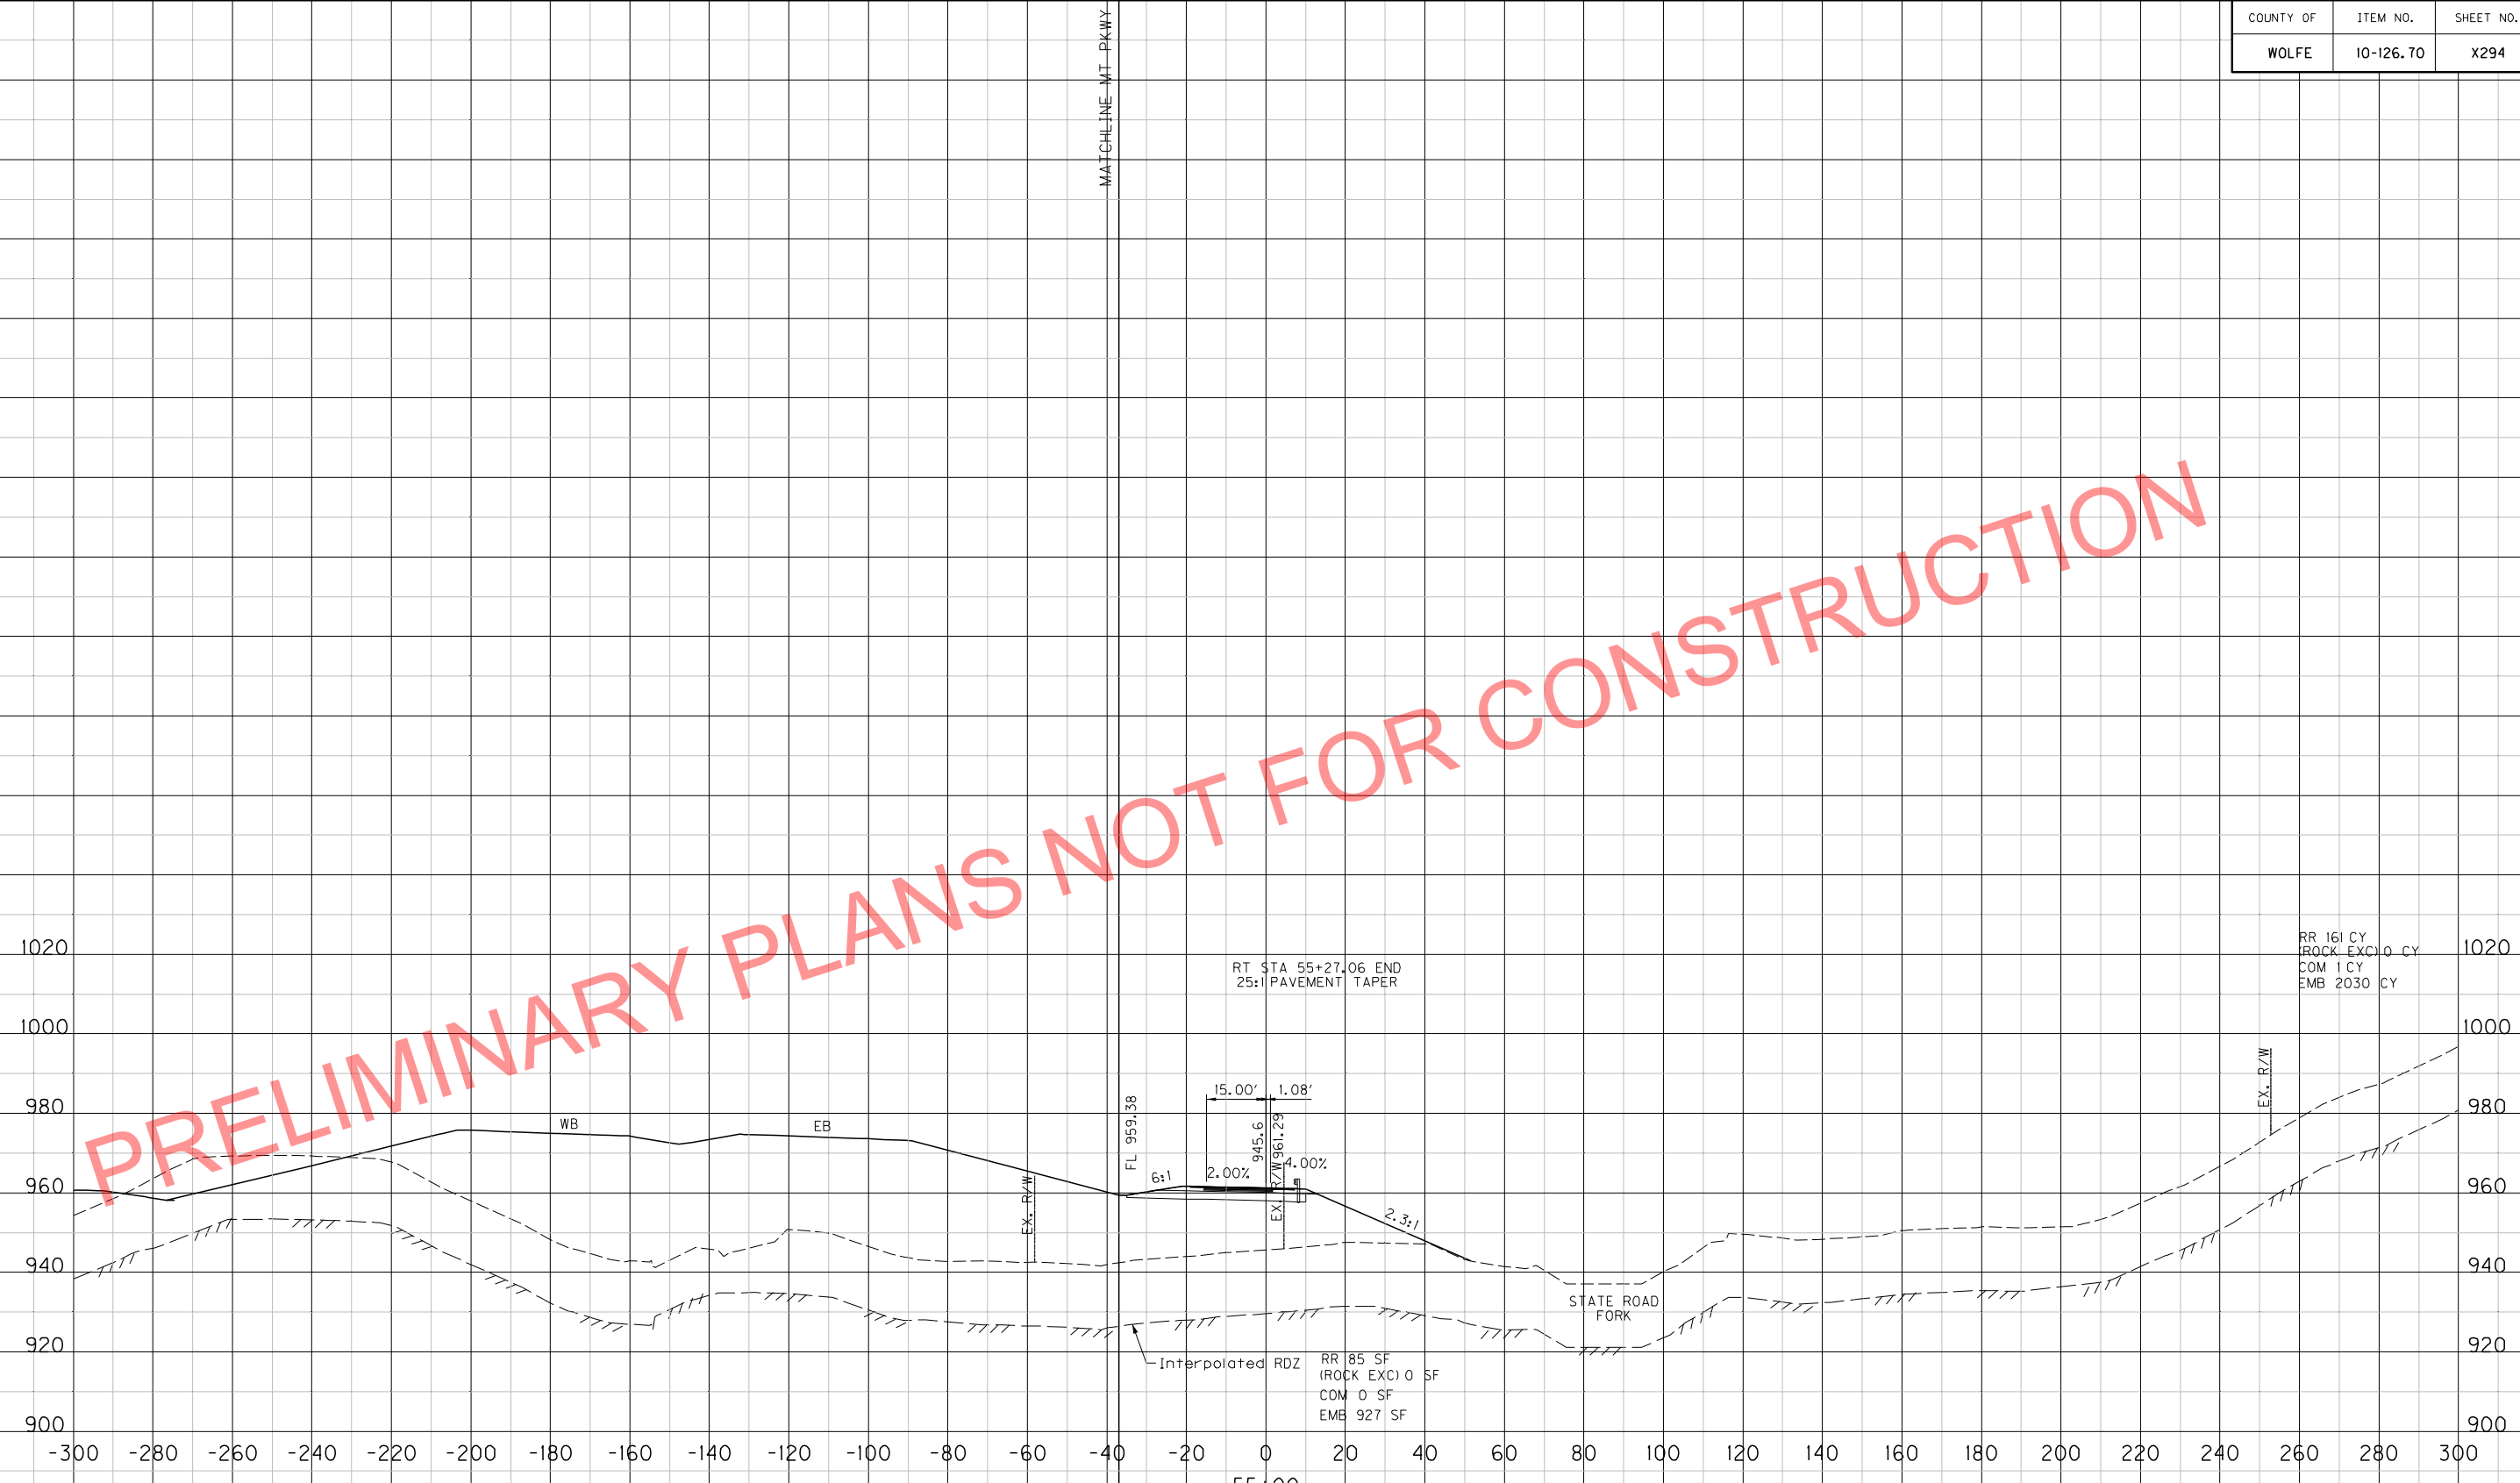 COUNTY OF ITEM NO. SHEET NO.
WOLFE 10-126.70 X294
MATCHLINE MT PKWY
PRELIMINARY PLANS NOT FOR CONSTRUCTION
1020 1020
RR 161 CY
(ROCK EXC) 0 CY
COM 1 CY
EMB 2030 CY
RT STA 55+27.06 END
25:1 PAVEMENT TAPER
1000 1000
EX. R/W
980 980
15.00' 1.08'
WB
EB
FL 959.38
945.6
961.29
6:1
2.00%
4.00%
EX. R/W
EX. R/W
2.3:1
960 960
940 940
STATE ROAD
FORK
920 920
Interpolated RDZ
RR 85 SF
(ROCK EXC) 0 SF
COM 0 SF
EMB 927 SF
900 900
-300 -280 -260 -240 -220 -200 -180 -160 -140 -120 -100 -80 -60 -40 -20 0 20 40 60 80 100 120 140 160 180 200 220 240 260 280 300